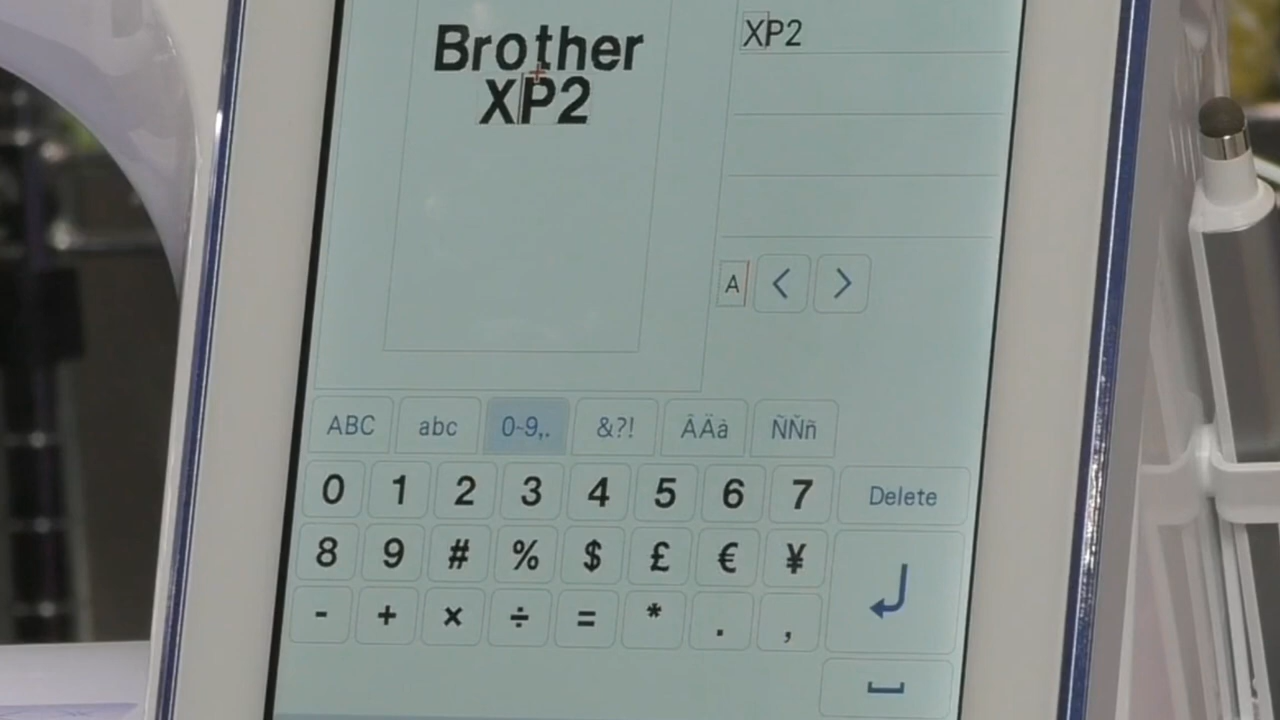 Brother
XP2
XP2
A < >
ABC abc 0~9,. &?! ÂÄà ÑŇñ
0 1 2 3 4 5 6 7 Delete
8 9 # % $ £ € ¥
- + × ÷ = * . ,